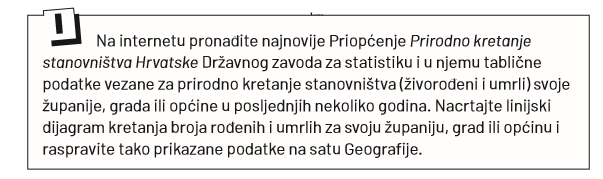 Na internetu pronađite najnovije Priopćenje Prirodno kretanje
stanovništva Hrvatske Državnog zavoda za statistiku i u njemu tablične
podatke vezane za prirodno kretanje stanovništva (živorođeni i umrli) svoje
županije, grada ili općine u posljednjih nekoliko godina. Nacrtajte linijski
dijagram kretanja broja rođenih i umrlih za svoju županiju, grad ili općinu i
raspravite tako prikazane podatke na satu Geografije.